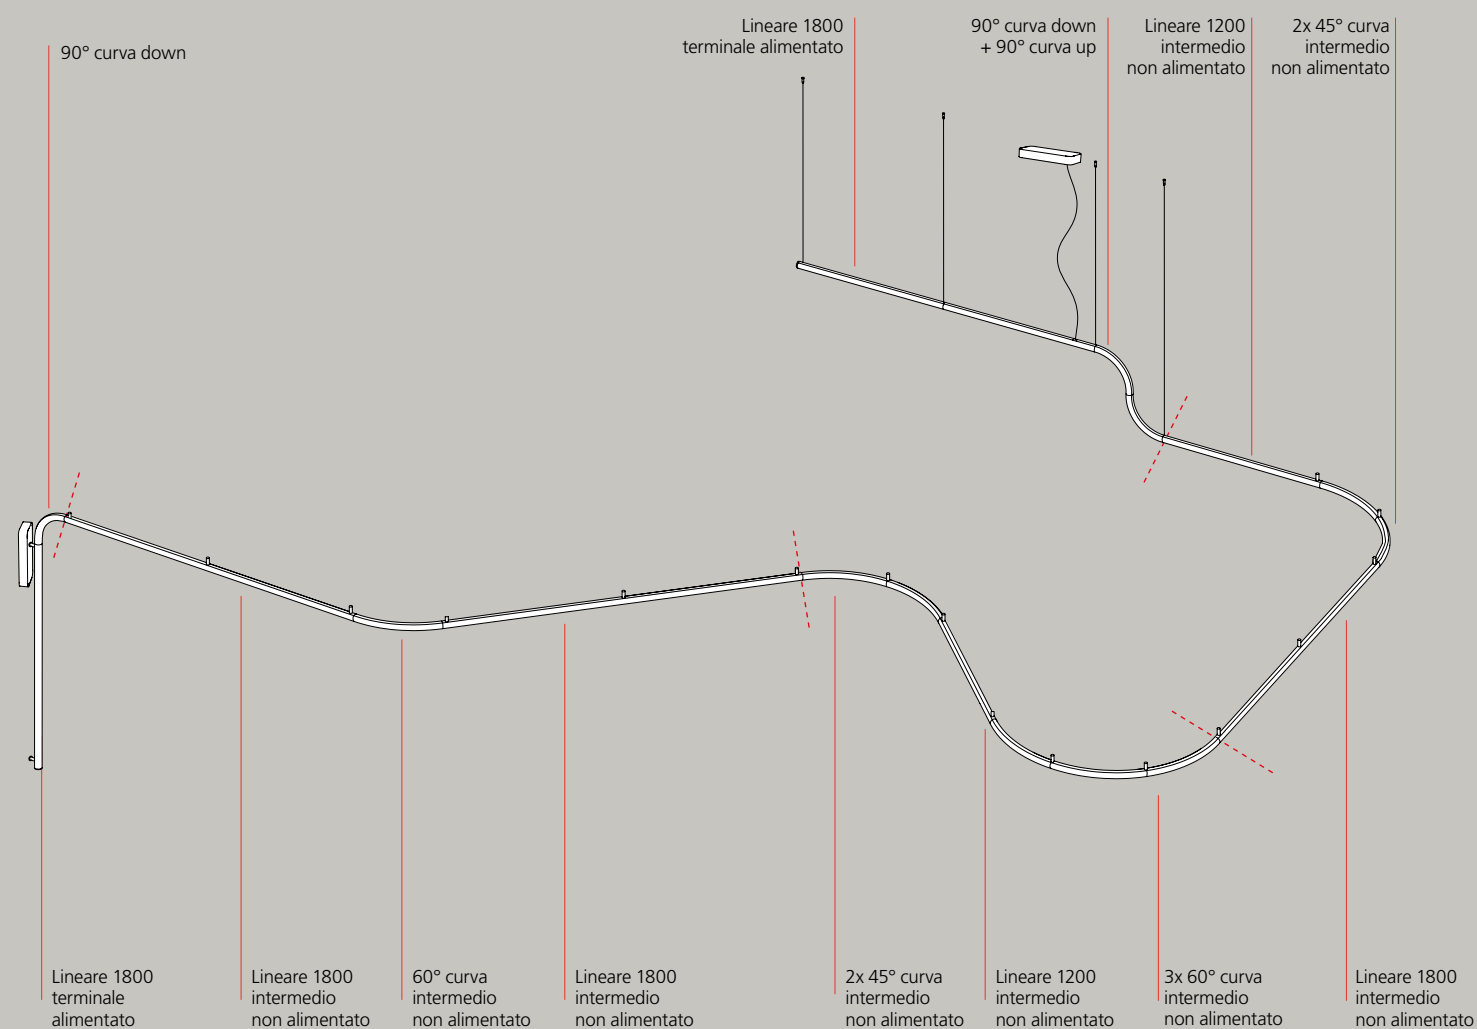 90° curva down
Lineare 1800
terminale alimentato
90° curva down
+ 90° curva up
Lineare 1200
intermedio
non alimentato
2x 45° curva
intermedio
non alimentato
Lineare 1800
terminale
alimentato
Lineare 1800
intermedio
non alimentato
60° curva
intermedio
non alimentato
Lineare 1800
intermedio
non alimentato
2x 45° curva
intermedio
non alimentato
Lineare 1200
intermedio
non alimentato
3x 60° curva
intermedio
non alimentato
Lineare 1800
intermedio
non alimentato